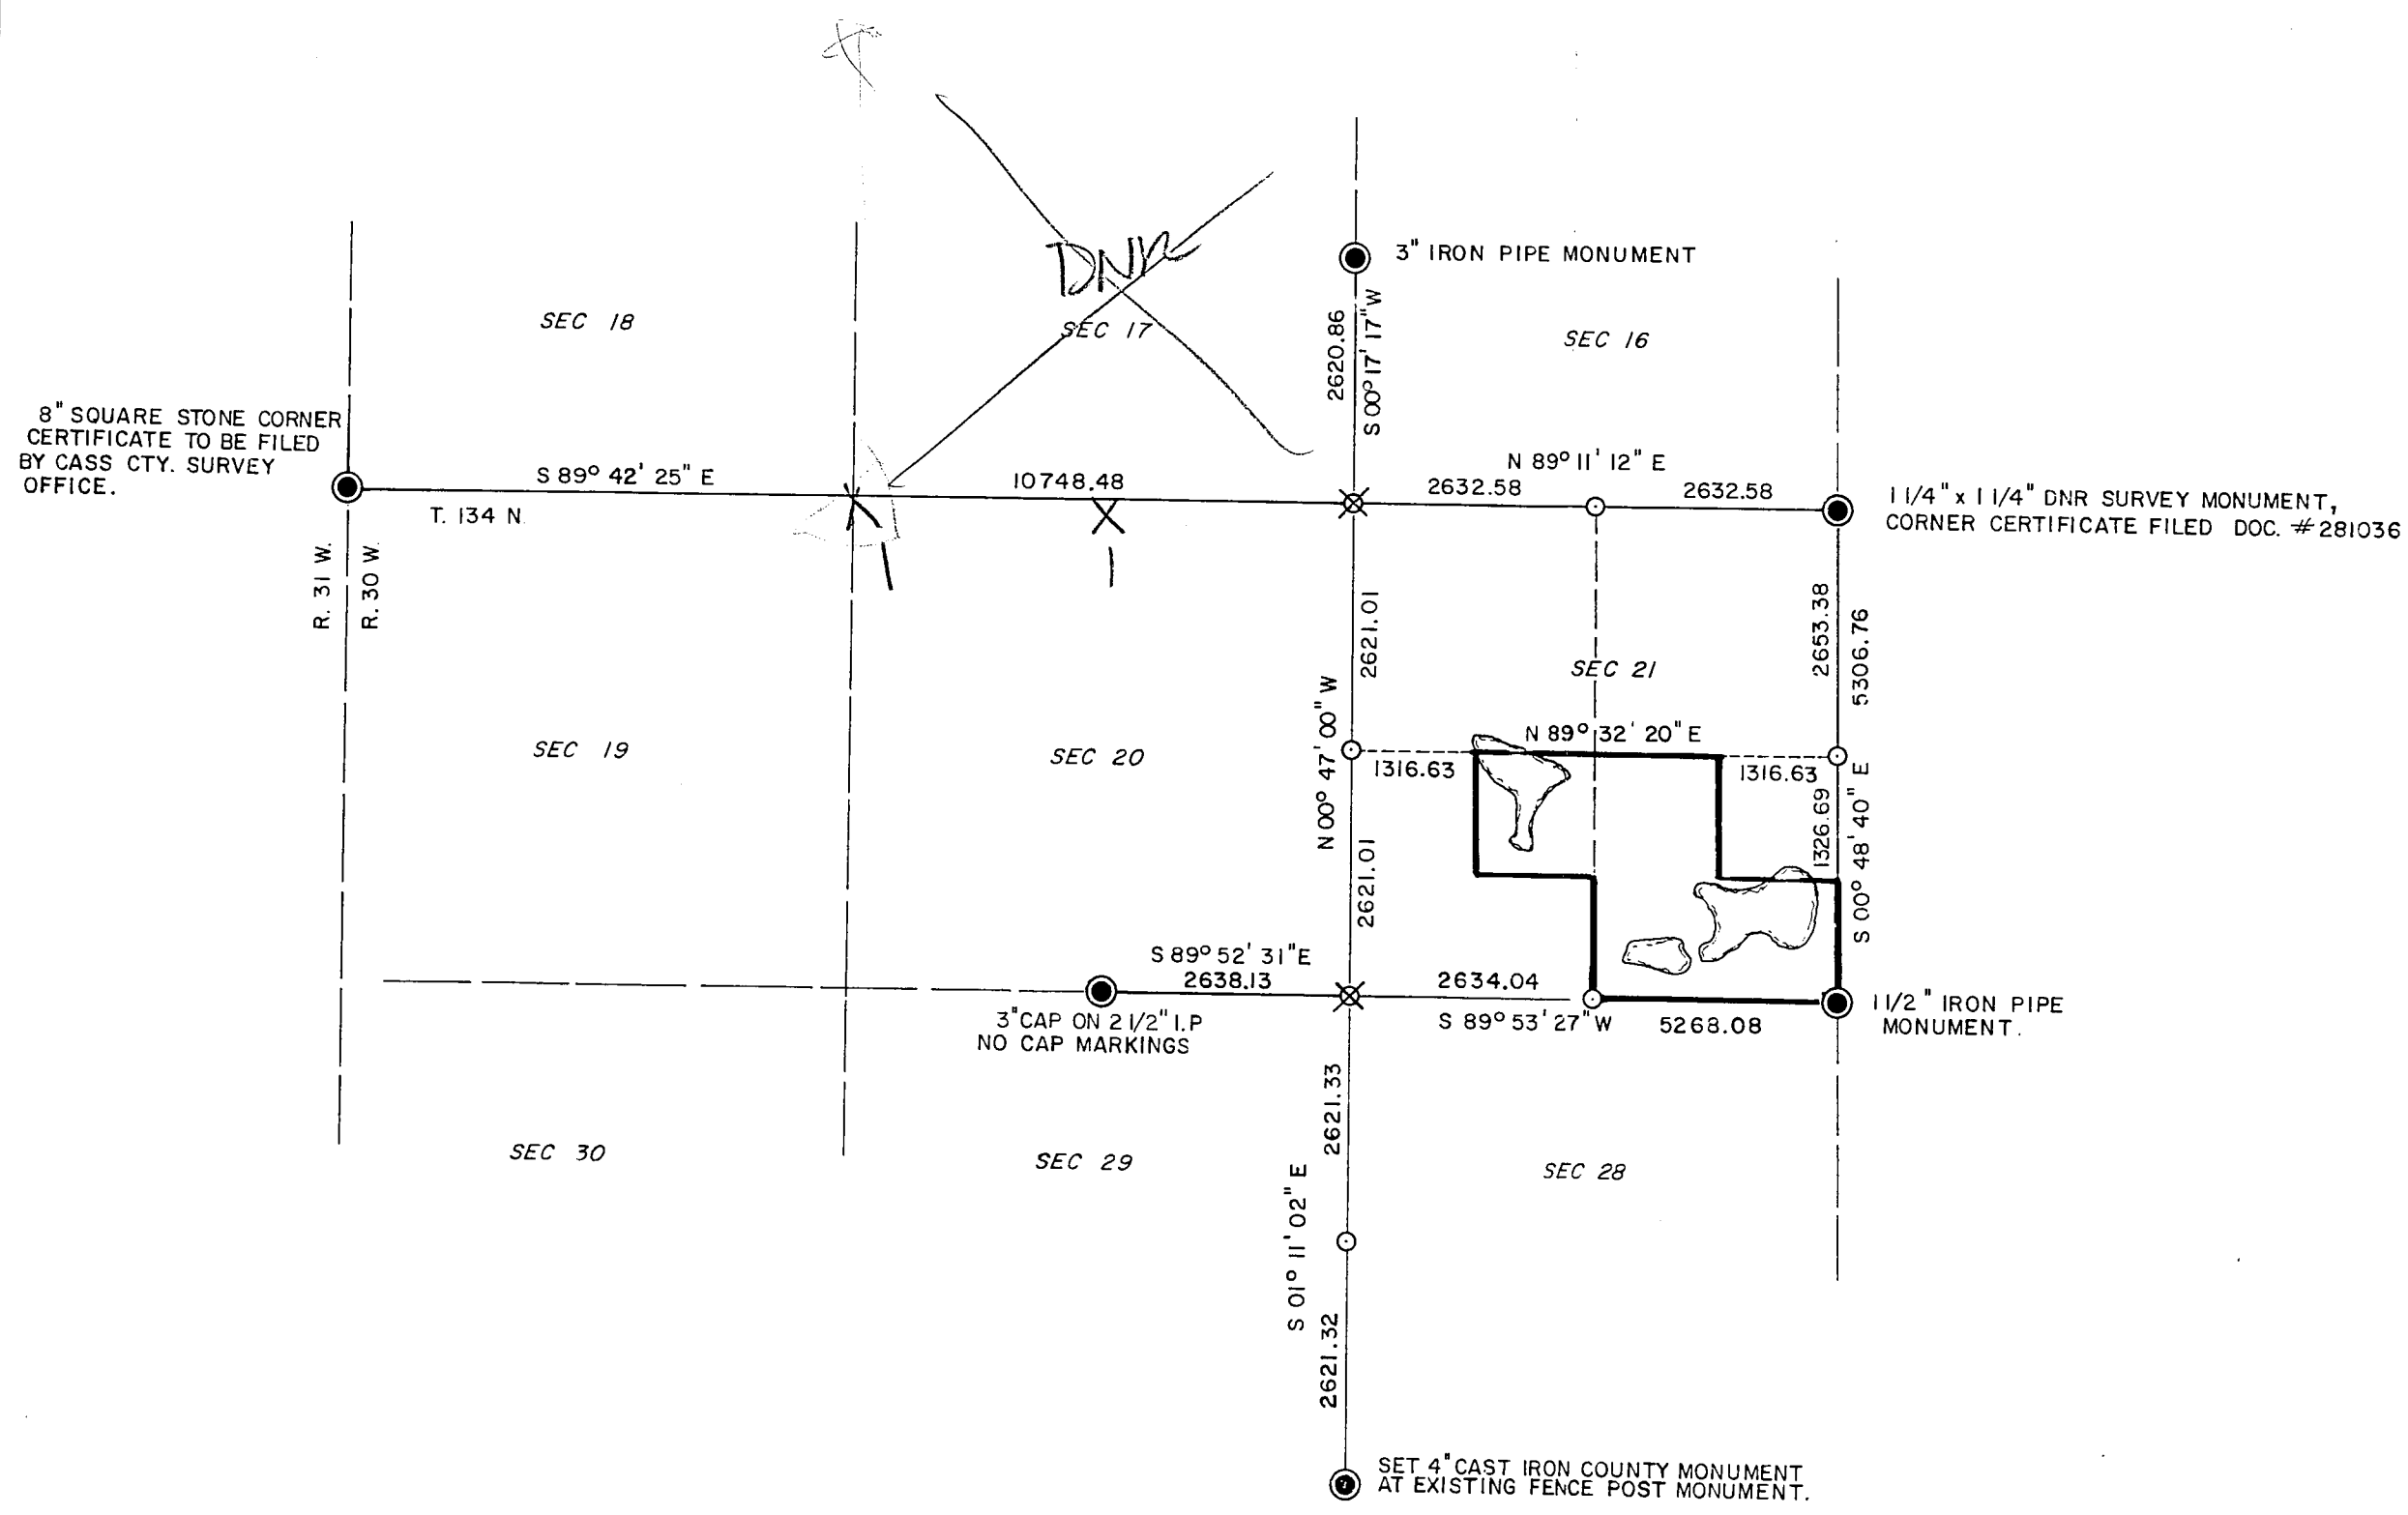 3" IRON PIPE MONUMENT
DNR
SEC 18
SEC 17
SEC 16
2620.86
S 00° 17' 17" W
8" SQUARE STONE CORNER
CERTIFICATE TO BE FILED
BY CASS CTY. SURVEY
OFFICE.
S 89° 42' 25" E
10748.48
N 89° 11' 12" E
2632.58
2632.58
1 1/4" x 1 1/4" DNR SURVEY MONUMENT,
CORNER CERTIFICATE FILED DOC. #281036
T. 134 N.
R. 31 W.
R. 30 W.
2621.01
2653.38
5306.76
SEC 21
SEC 19
SEC 20
N 00° 47' 00" W
N 89° 32' 20" E
1316.63
1316.63
1326.69
S 00° 48' 40" E
2621.01
S 89° 52' 31" E
2638.13
2634.04
S 89° 53' 27" W
5268.08
1 1/2" IRON PIPE
MONUMENT.
3" CAP ON 2 1/2" I.P
NO CAP MARKINGS
2621.33
SEC 30
SEC 29
SEC 28
S 01° 11' 02" E
2621.32
SET 4" CAST IRON COUNTY MONUMENT
AT EXISTING FENCE POST MONUMENT.